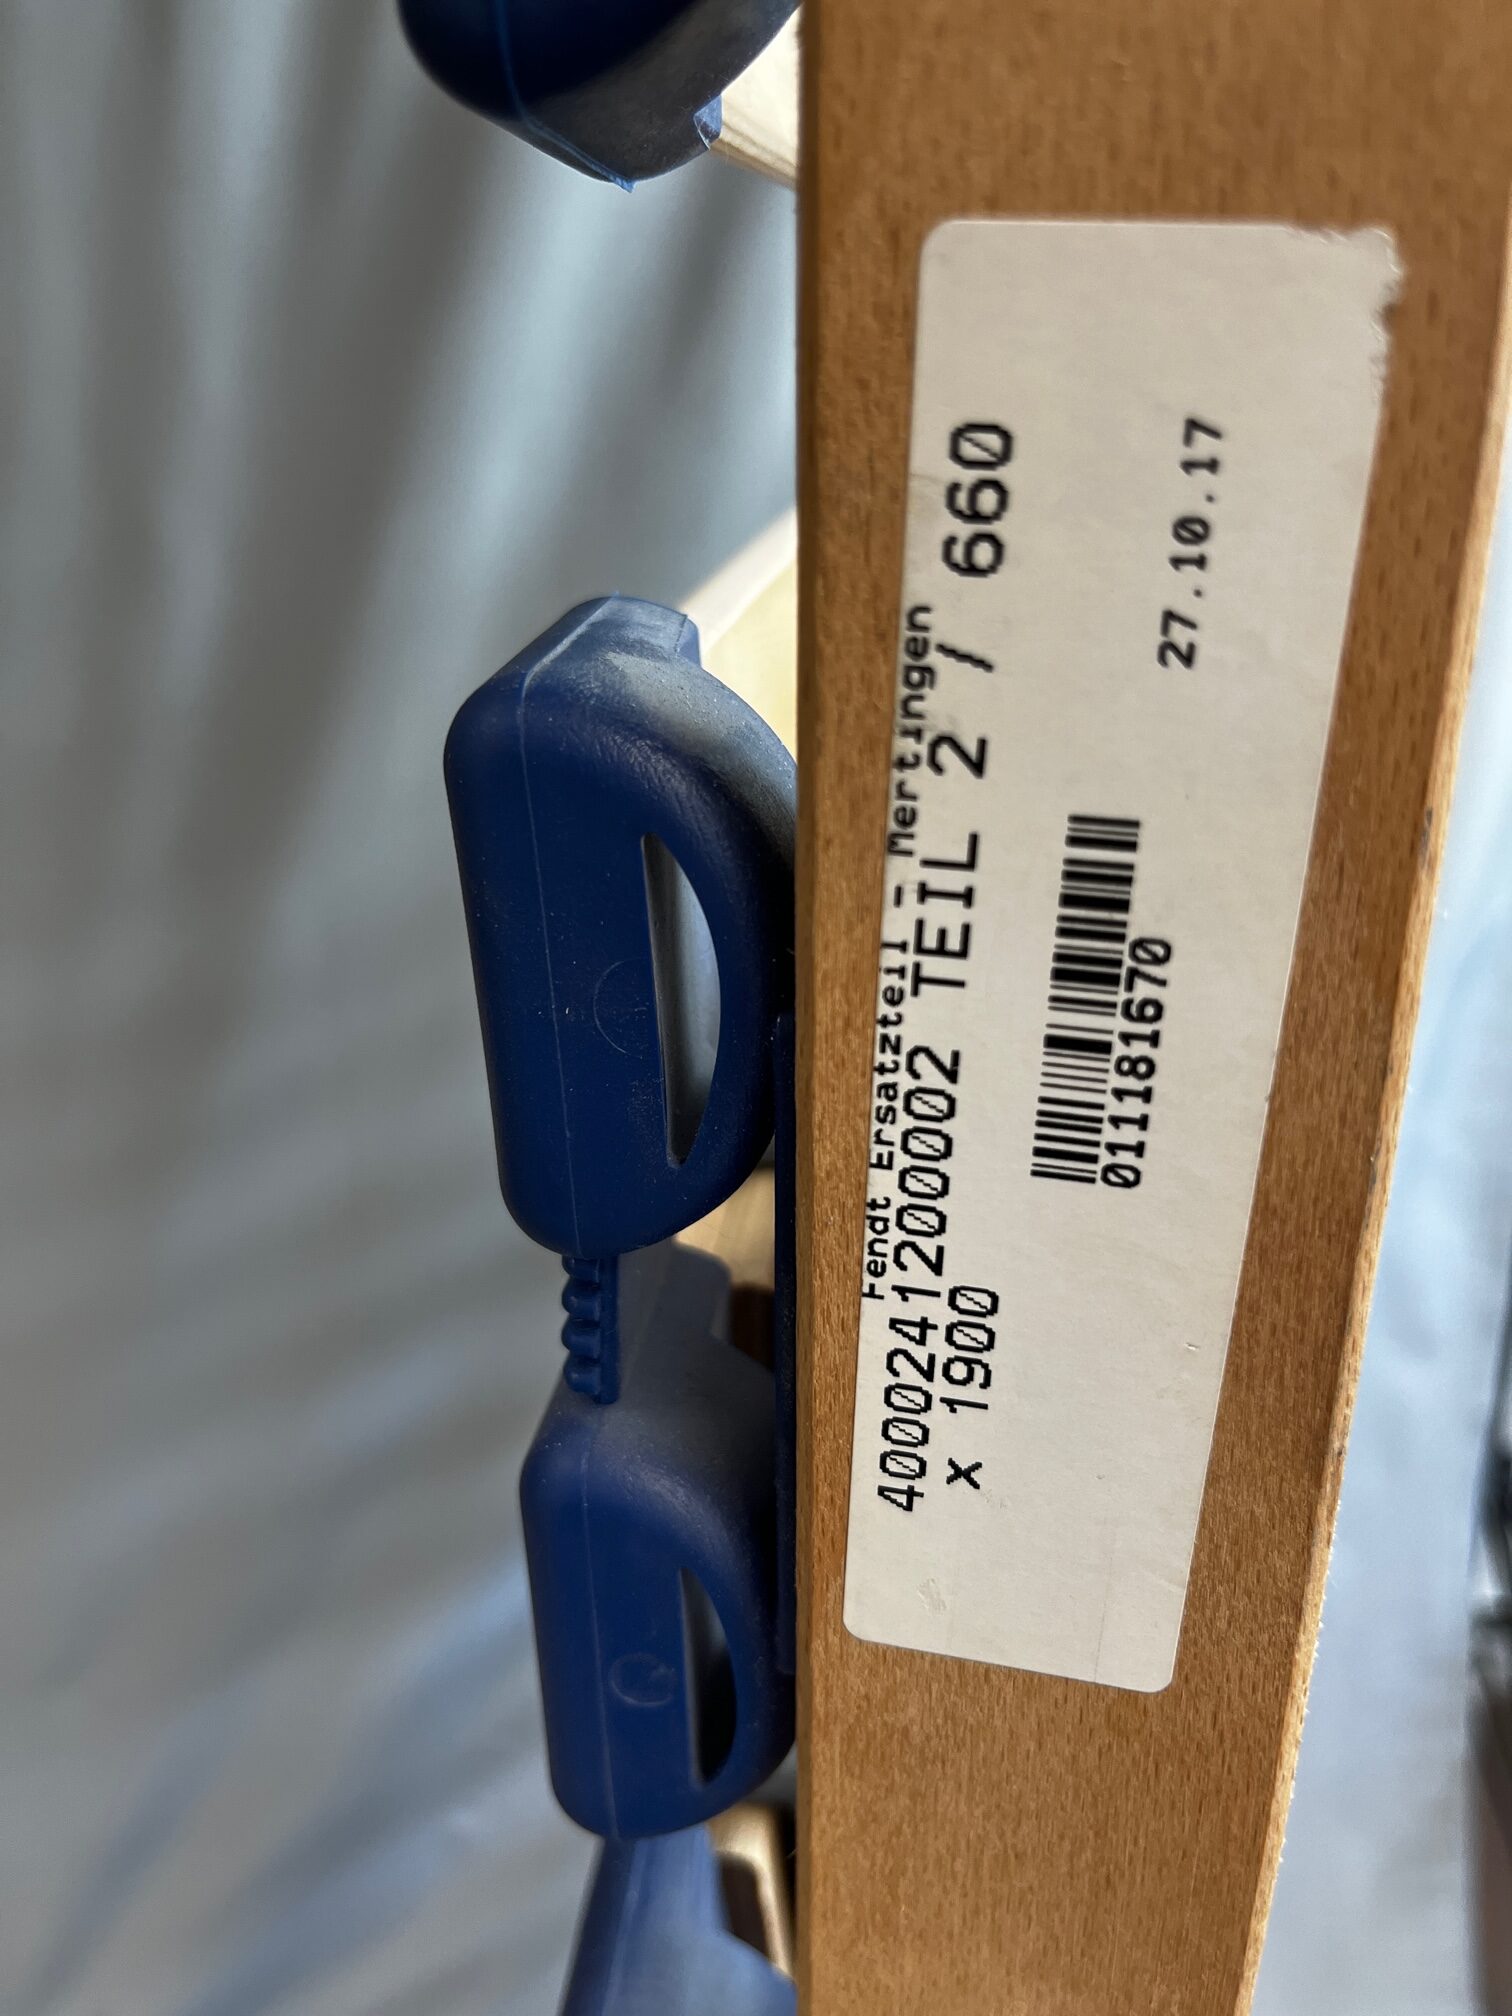 Fendt Ersatzteil - Mertingen
4000241200002 TEIL 2 / 660
x 1900
0111181670
27.10.17